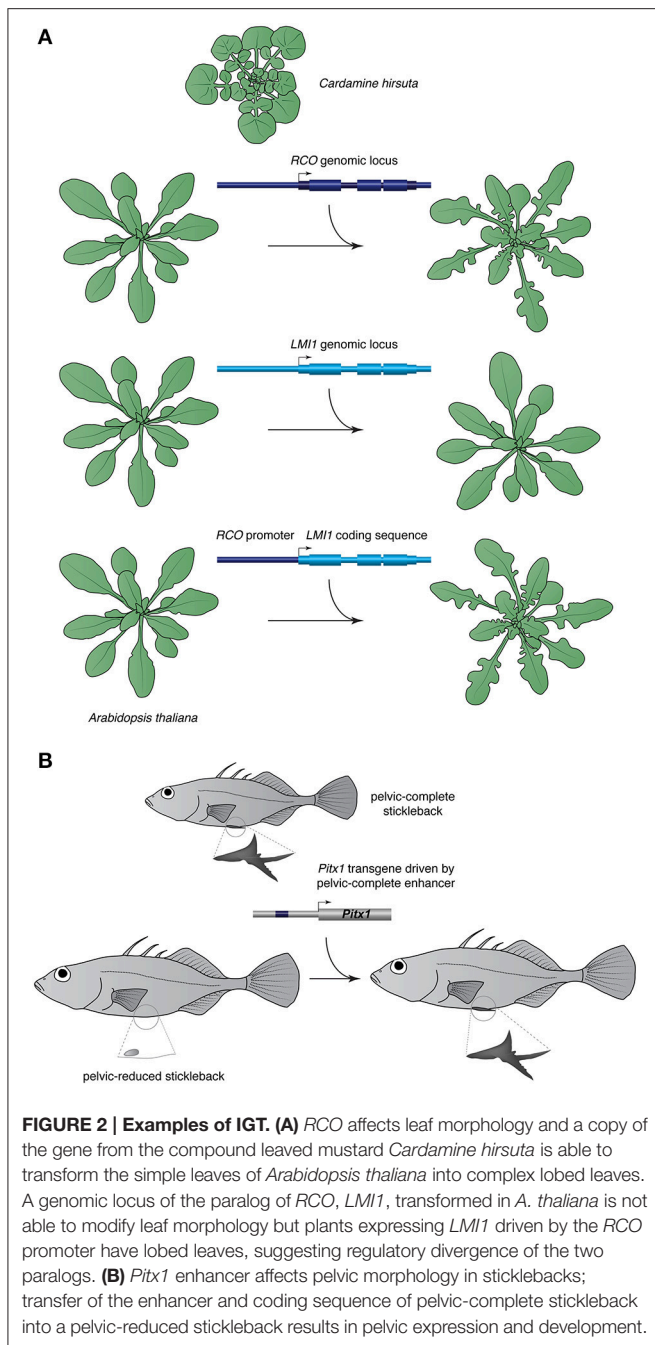 A
Cardamine hirsuta
RCO genomic locus
LMI1 genomic locus
RCO promoter LMI1 coding sequence
Arabidopsis thaliana
B
pelvic-complete
stickleback
Pitx1 transgene driven by
pelvic-complete enhancer
Pitx1
pelvic-reduced stickleback
FIGURE 2 | Examples of IGT. (A) RCO affects leaf morphology and a copy of
the gene from the compound leaved mustard Cardamine hirsuta is able to
transform the simple leaves of Arabidopsis thaliana into complex lobed leaves.
A genomic locus of the paralog of RCO, LMI1, transformed in A. thaliana is not
able to modify leaf morphology but plants expressing LMI1 driven by the RCO
promoter have lobed leaves, suggesting regulatory divergence of the two
paralogs. (B) Pitx1 enhancer affects pelvic morphology in sticklebacks;
transfer of the enhancer and coding sequence of pelvic-complete stickleback
into a pelvic-reduced stickleback results in pelvic expression and development.